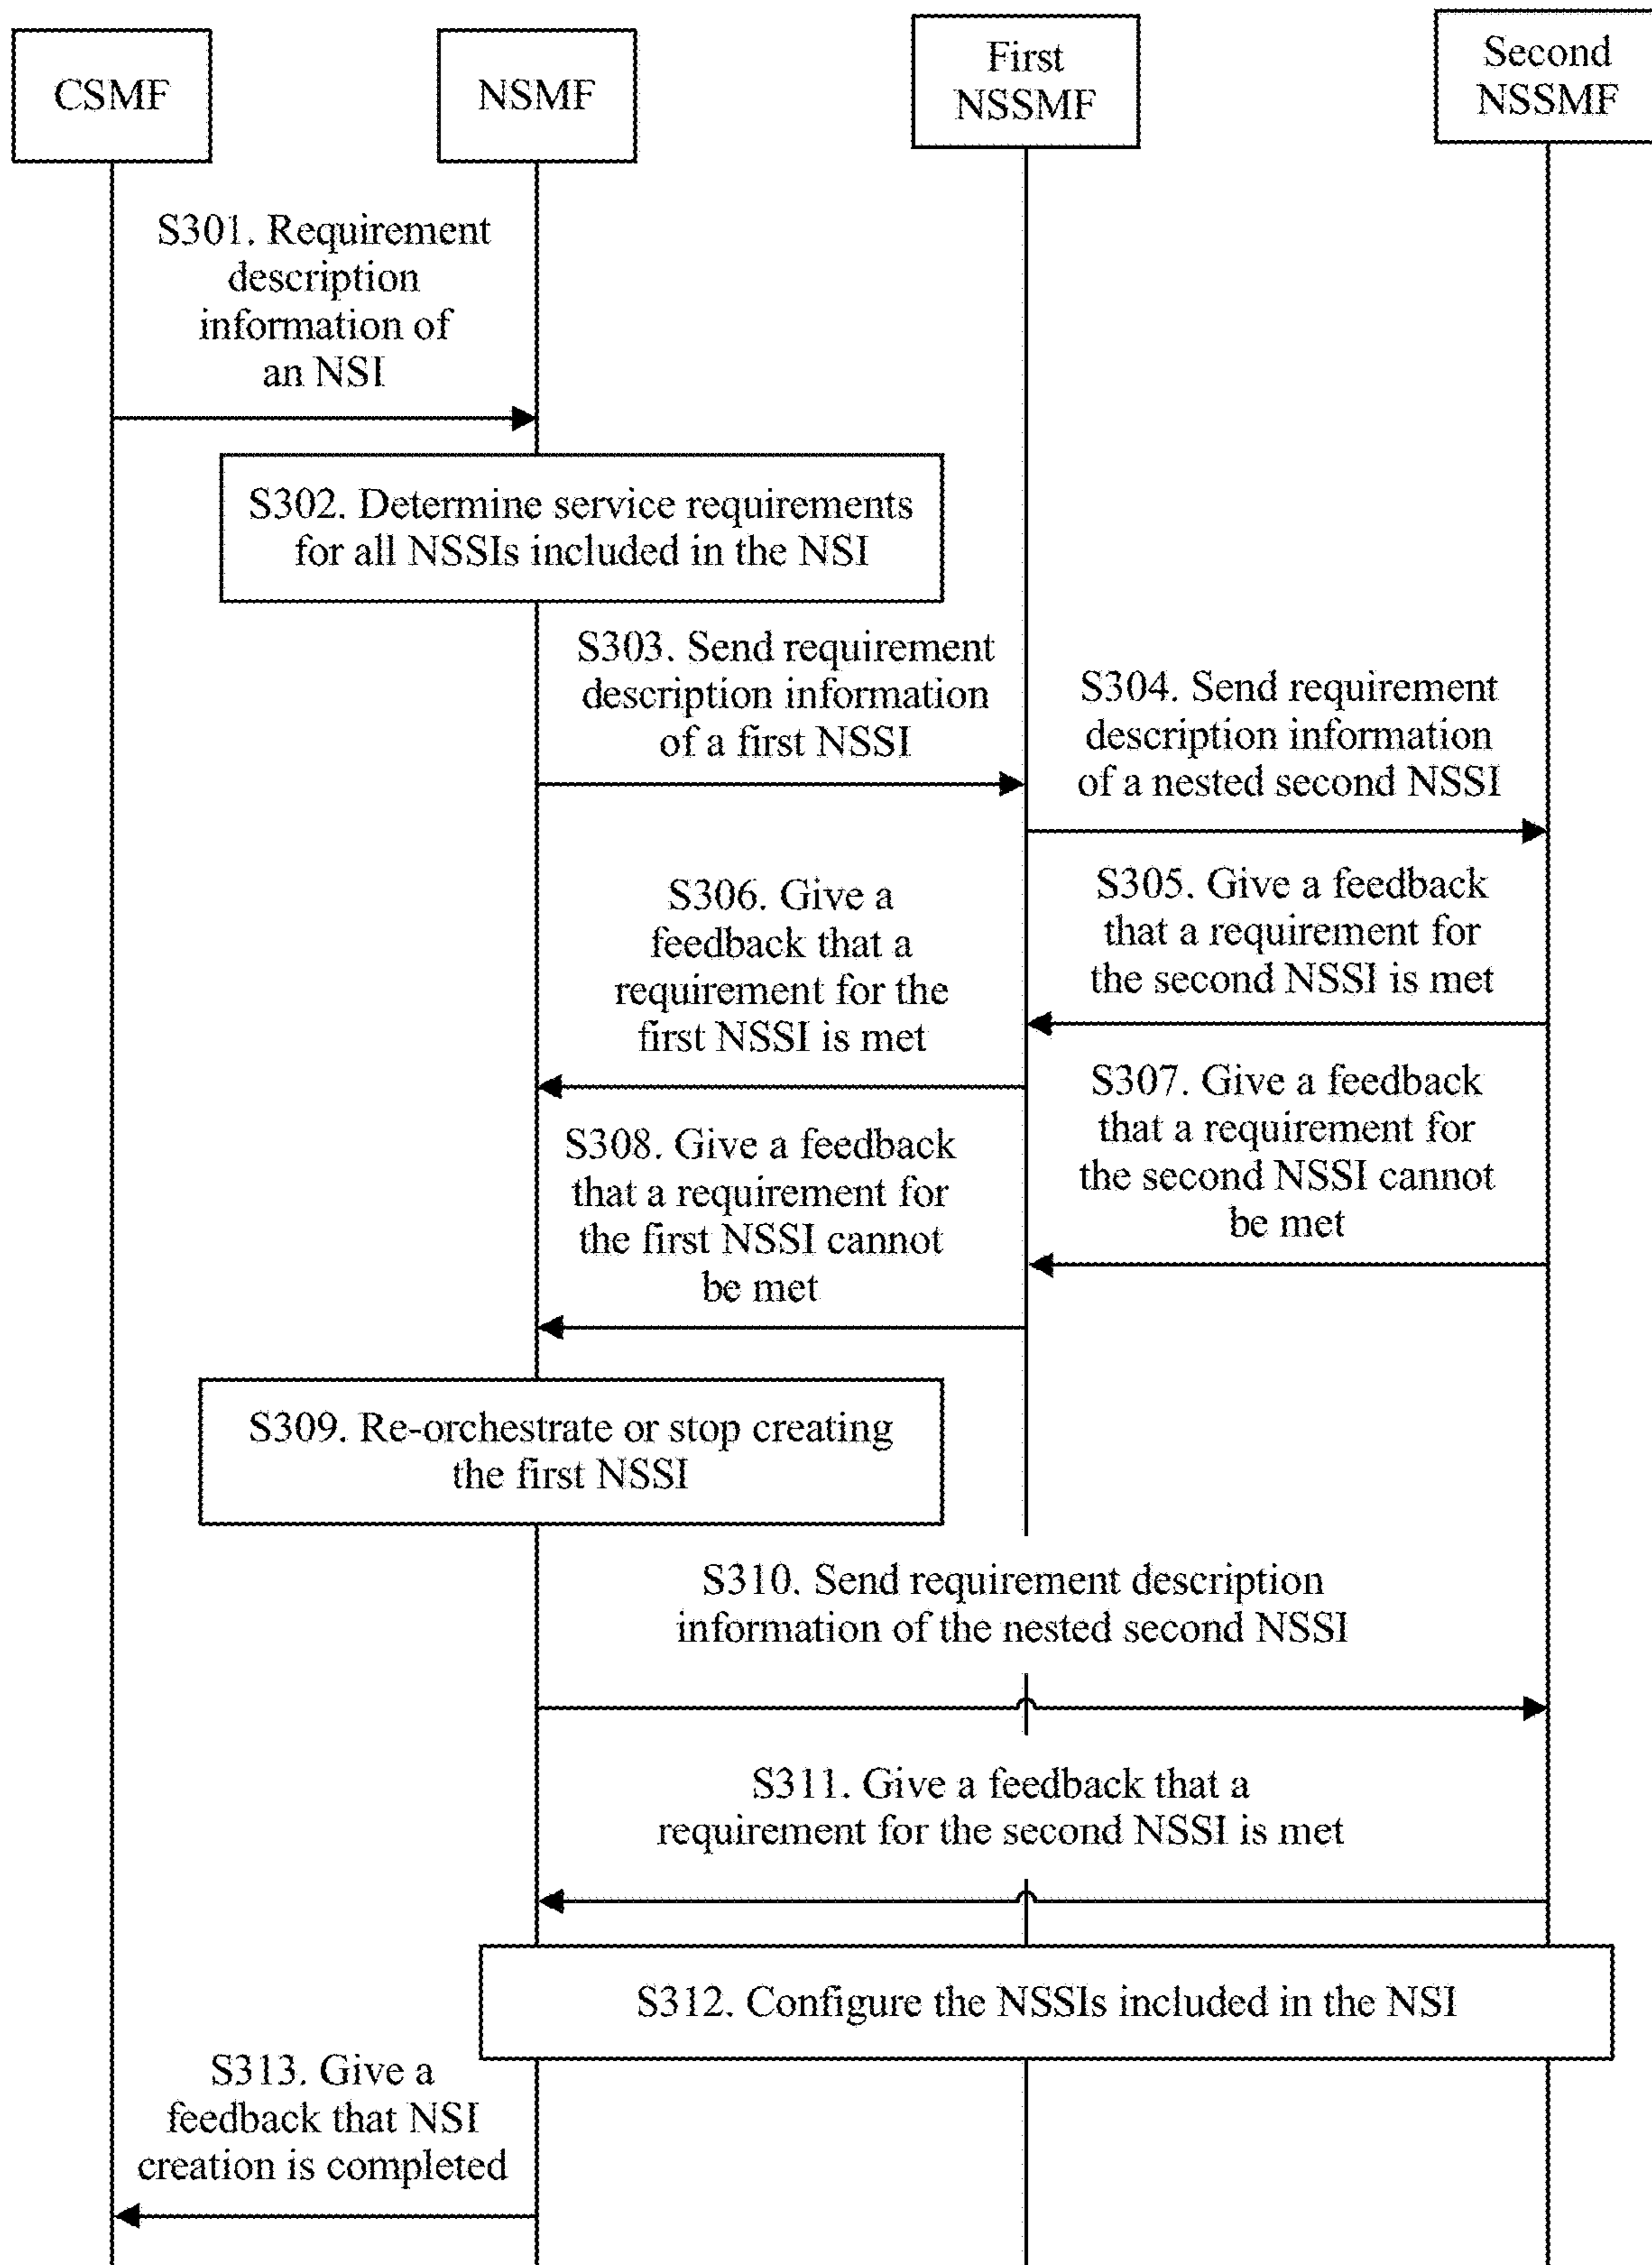 CSMF
NSMF
First
NSSMF
Second
NSSMF
S301. Requirement
description
information of
an NSI
S302. Determine service requirements
for all NSSIs included in the NSI
S303. Send requirement
description information
of a first NSSI
S304. Send requirement
description information
of a nested second NSSI
S305. Give a feedback
that a requirement for
the second NSSI is met
S306. Give a
feedback that a
requirement for the
first NSSI is met
S307. Give a feedback
that a requirement for
the second NSSI cannot
be met
S308. Give a feedback
that a requirement for
the first NSSI cannot
be met
S309. Re-orchestrate or stop creating
the first NSSI
S310. Send requirement description
information of the nested second NSSI
S311. Give a feedback that a
requirement for the second NSSI is met
S312. Configure the NSSIs included in the NSI
S313. Give a
feedback that NSI
creation is completed